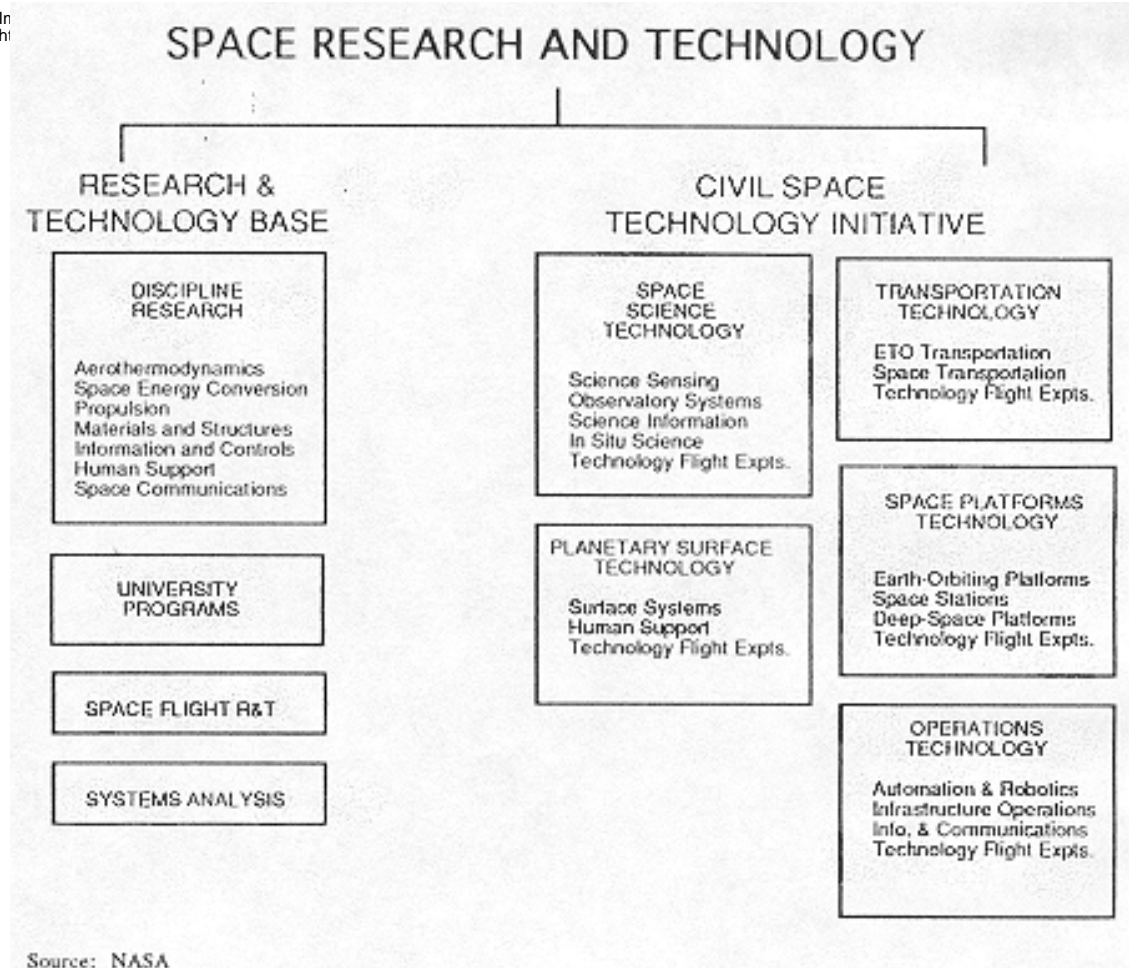 In
ht
SPACE RESEARCH AND TECHNOLOGY
RESEARCH &
TECHNOLOGY BASE
DISCIPLINE
RESEARCH
Aerothermodynamics
Space Energy Conversion
Propulsion
Materials and Structures
Information and Controls
Human Support
Space Communications
UNIVERSITY
PROGRAMS
SPACE FLIGHT R&T
SYSTEMS ANALYSIS
CIVIL SPACE
TECHNOLOGY INITIATIVE
SPACE
SCIENCE
TECHNOLOGY
Science Sensing
Observatory Systems
Science Information
In Situ Science
Technology Flight Expts.
PLANETARY SURFACE
TECHNOLOGY
Surface Systems
Human Support
Technology Flight Expts.
TRANSPORTATION
TECHNOLOGY
ETO Transportation
Space Transportation
Technology Flight Expts.
SPACE PLATFORMS
TECHNOLOGY
Earth-Orbiting Platforms
Space Stations
Deep-Space Platforms
Technology Flight Expts.
OPERATIONS
TECHNOLOGY
Automation & Robotics
Infrastructure Operations
Info, & Communications
Technology Flight Expts.
Source: NASA